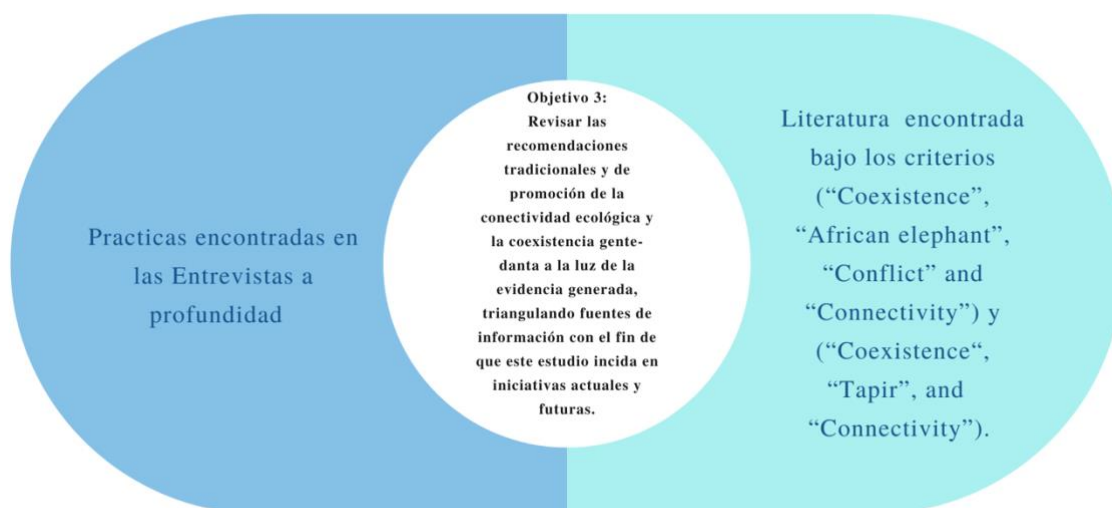 Practicas encontradas en
las Entrevistas a
profundidad
Objetivo 3:
Revisar las
recomendaciones
tradicionales y de
promoción de la
conectividad ecológica y
la coexistencia gente-
danta a la luz de la
evidencia generada,
triangulando fuentes de
información con el fin de
que este estudio incida en
iniciativas actuales y
futuras.
Literatura encontrada
bajo los criterios
(“Coexistence”,
“African elephant”,
“Conflict” and
“Connectivity”) y
(“Coexistence“,
“Tapir”, and
“Connectivity”).